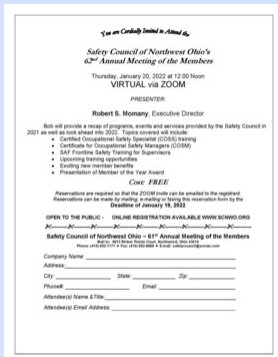 You are Cordially Invited to Attend the
Safety Council of Northwest Ohio's
62nd Annual Meeting of the Members
Thursday, January 20, 2022 at 12:00 Noon
VIRTUAL via ZOOM
PRESENTER:
Robert S. Momany, Executive Director
Bob will provide a recap of programs, events and services provided by the Safety Council in
2021 as well as look ahead into 2022. Topics covered will include:
• Certified Occupational Safety Specialist (COSS) training
• Certificate for Occupational Safety Managers (COSM)
• SAF Frontline Safety Training for Supervisors
• Upcoming training opportunities
• Exciting new member benefits
• Presentation of Member of the Year Award
Cost: FREE
Reservations are required so that the ZOOM invite can be emailed to the registrant.
Reservations can be made by mailing, e-mailing or faxing this reservation form by the
Deadline of January 19, 2022
OPEN TO THE PUBLIC - ONLINE REGISTRATION AVAILABLE WWW.SCNWO.ORG
Safety Council of Northwest Ohio ~ 61st Annual Meeting of the Members
Mail to: Northwood, Ohio
Company Name:
Address:
City: State: Zip:
Phone#: Email:
Attendee(s) Name &Title:
Attendee(s) Email Address: